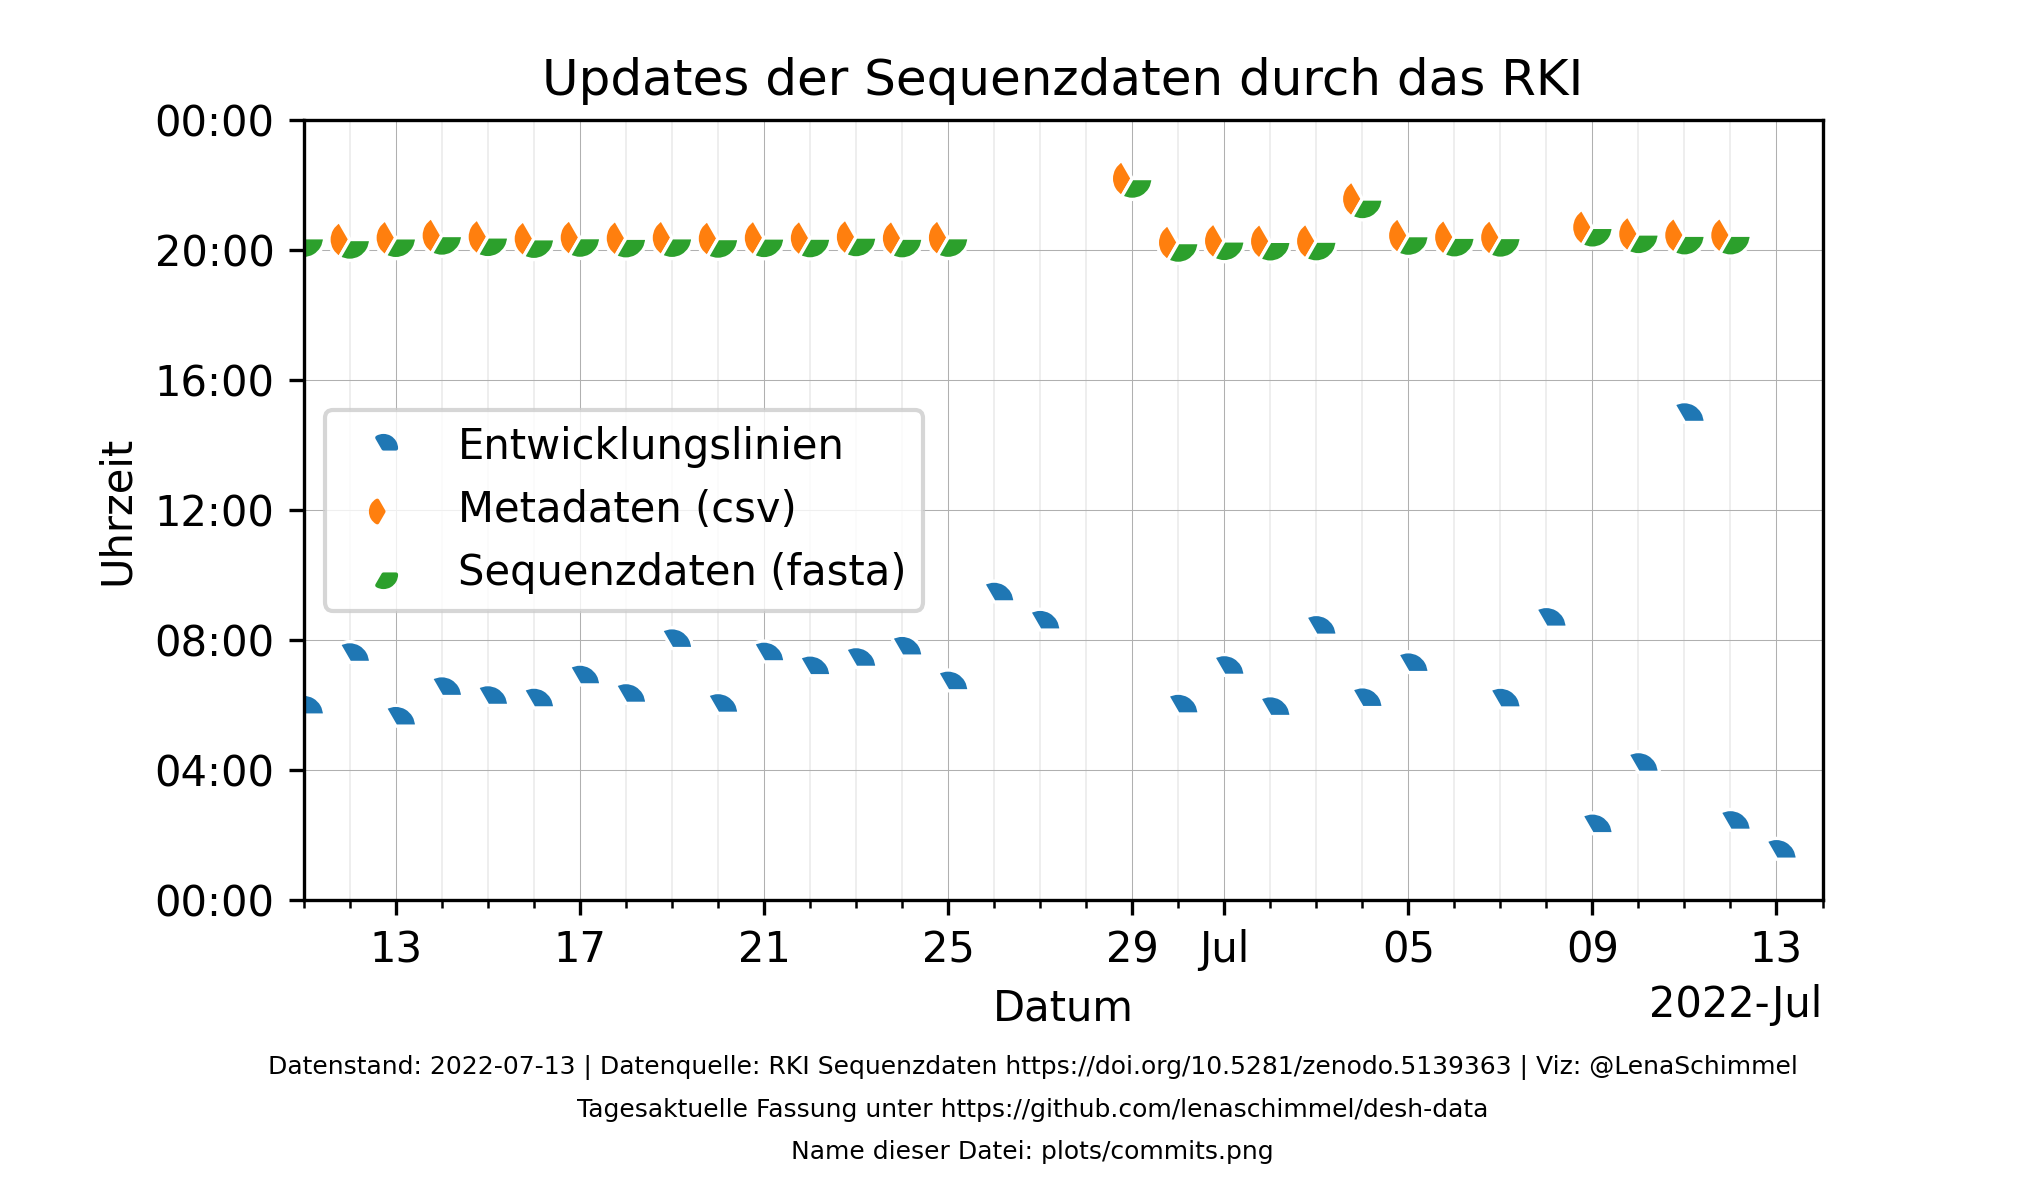 Updates der Sequenzdaten durch das RKI
00:00
20:00
16:00
12:00
08:00
04:00
00:00
Uhrzeit
Entwicklungslinien
Metadaten (csv)
Sequenzdaten (fasta)
13 17 21 25 29 Jul 05 09 13
Datum
2022-Jul
Datenstand: 2022-07-13 | Datenquelle: RKI Sequenzdaten https://doi.org/10.5281/zenodo.5139363 | Viz: @LenaSchimmel
Tagesaktuelle Fassung unter https://github.com/lenaschimmel/desh-data
Name dieser Datei: plots/commits.png